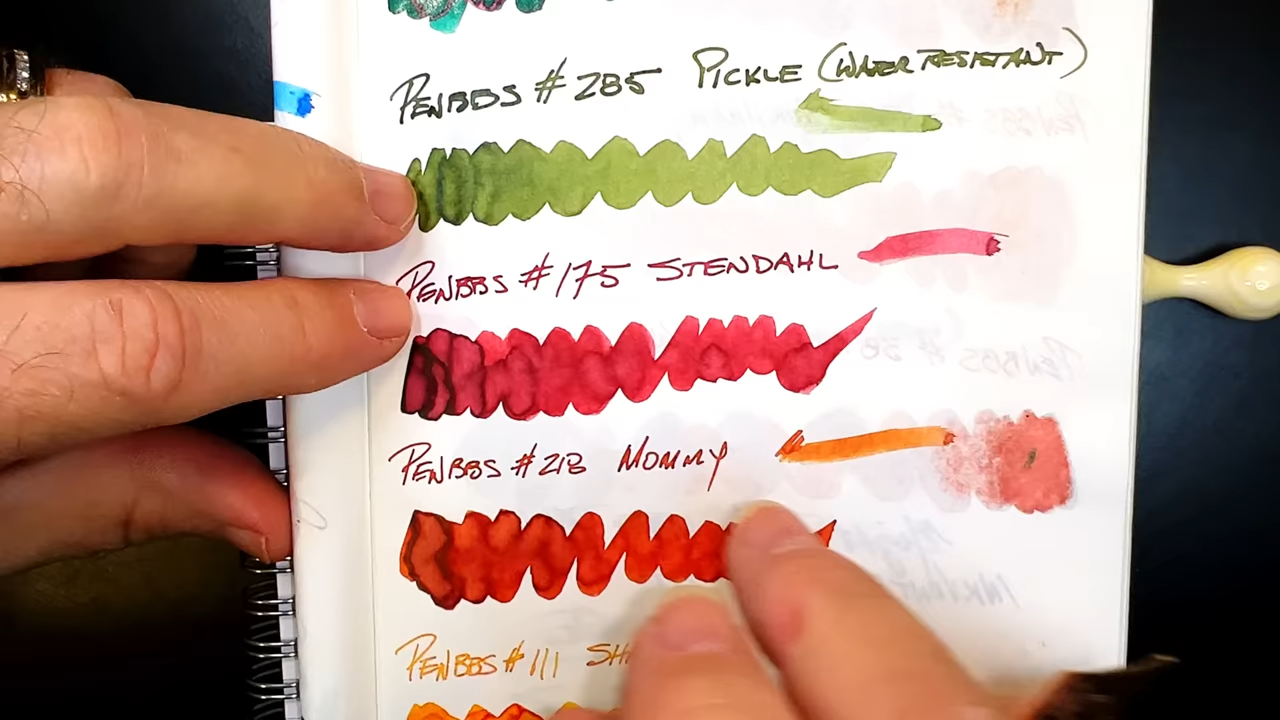 PENBBS # 285 PICKLE (WATER RESISTANT)
PENBBS #175 STENDAHL
PENBBS #218 MOMMY
PENBBS # 111